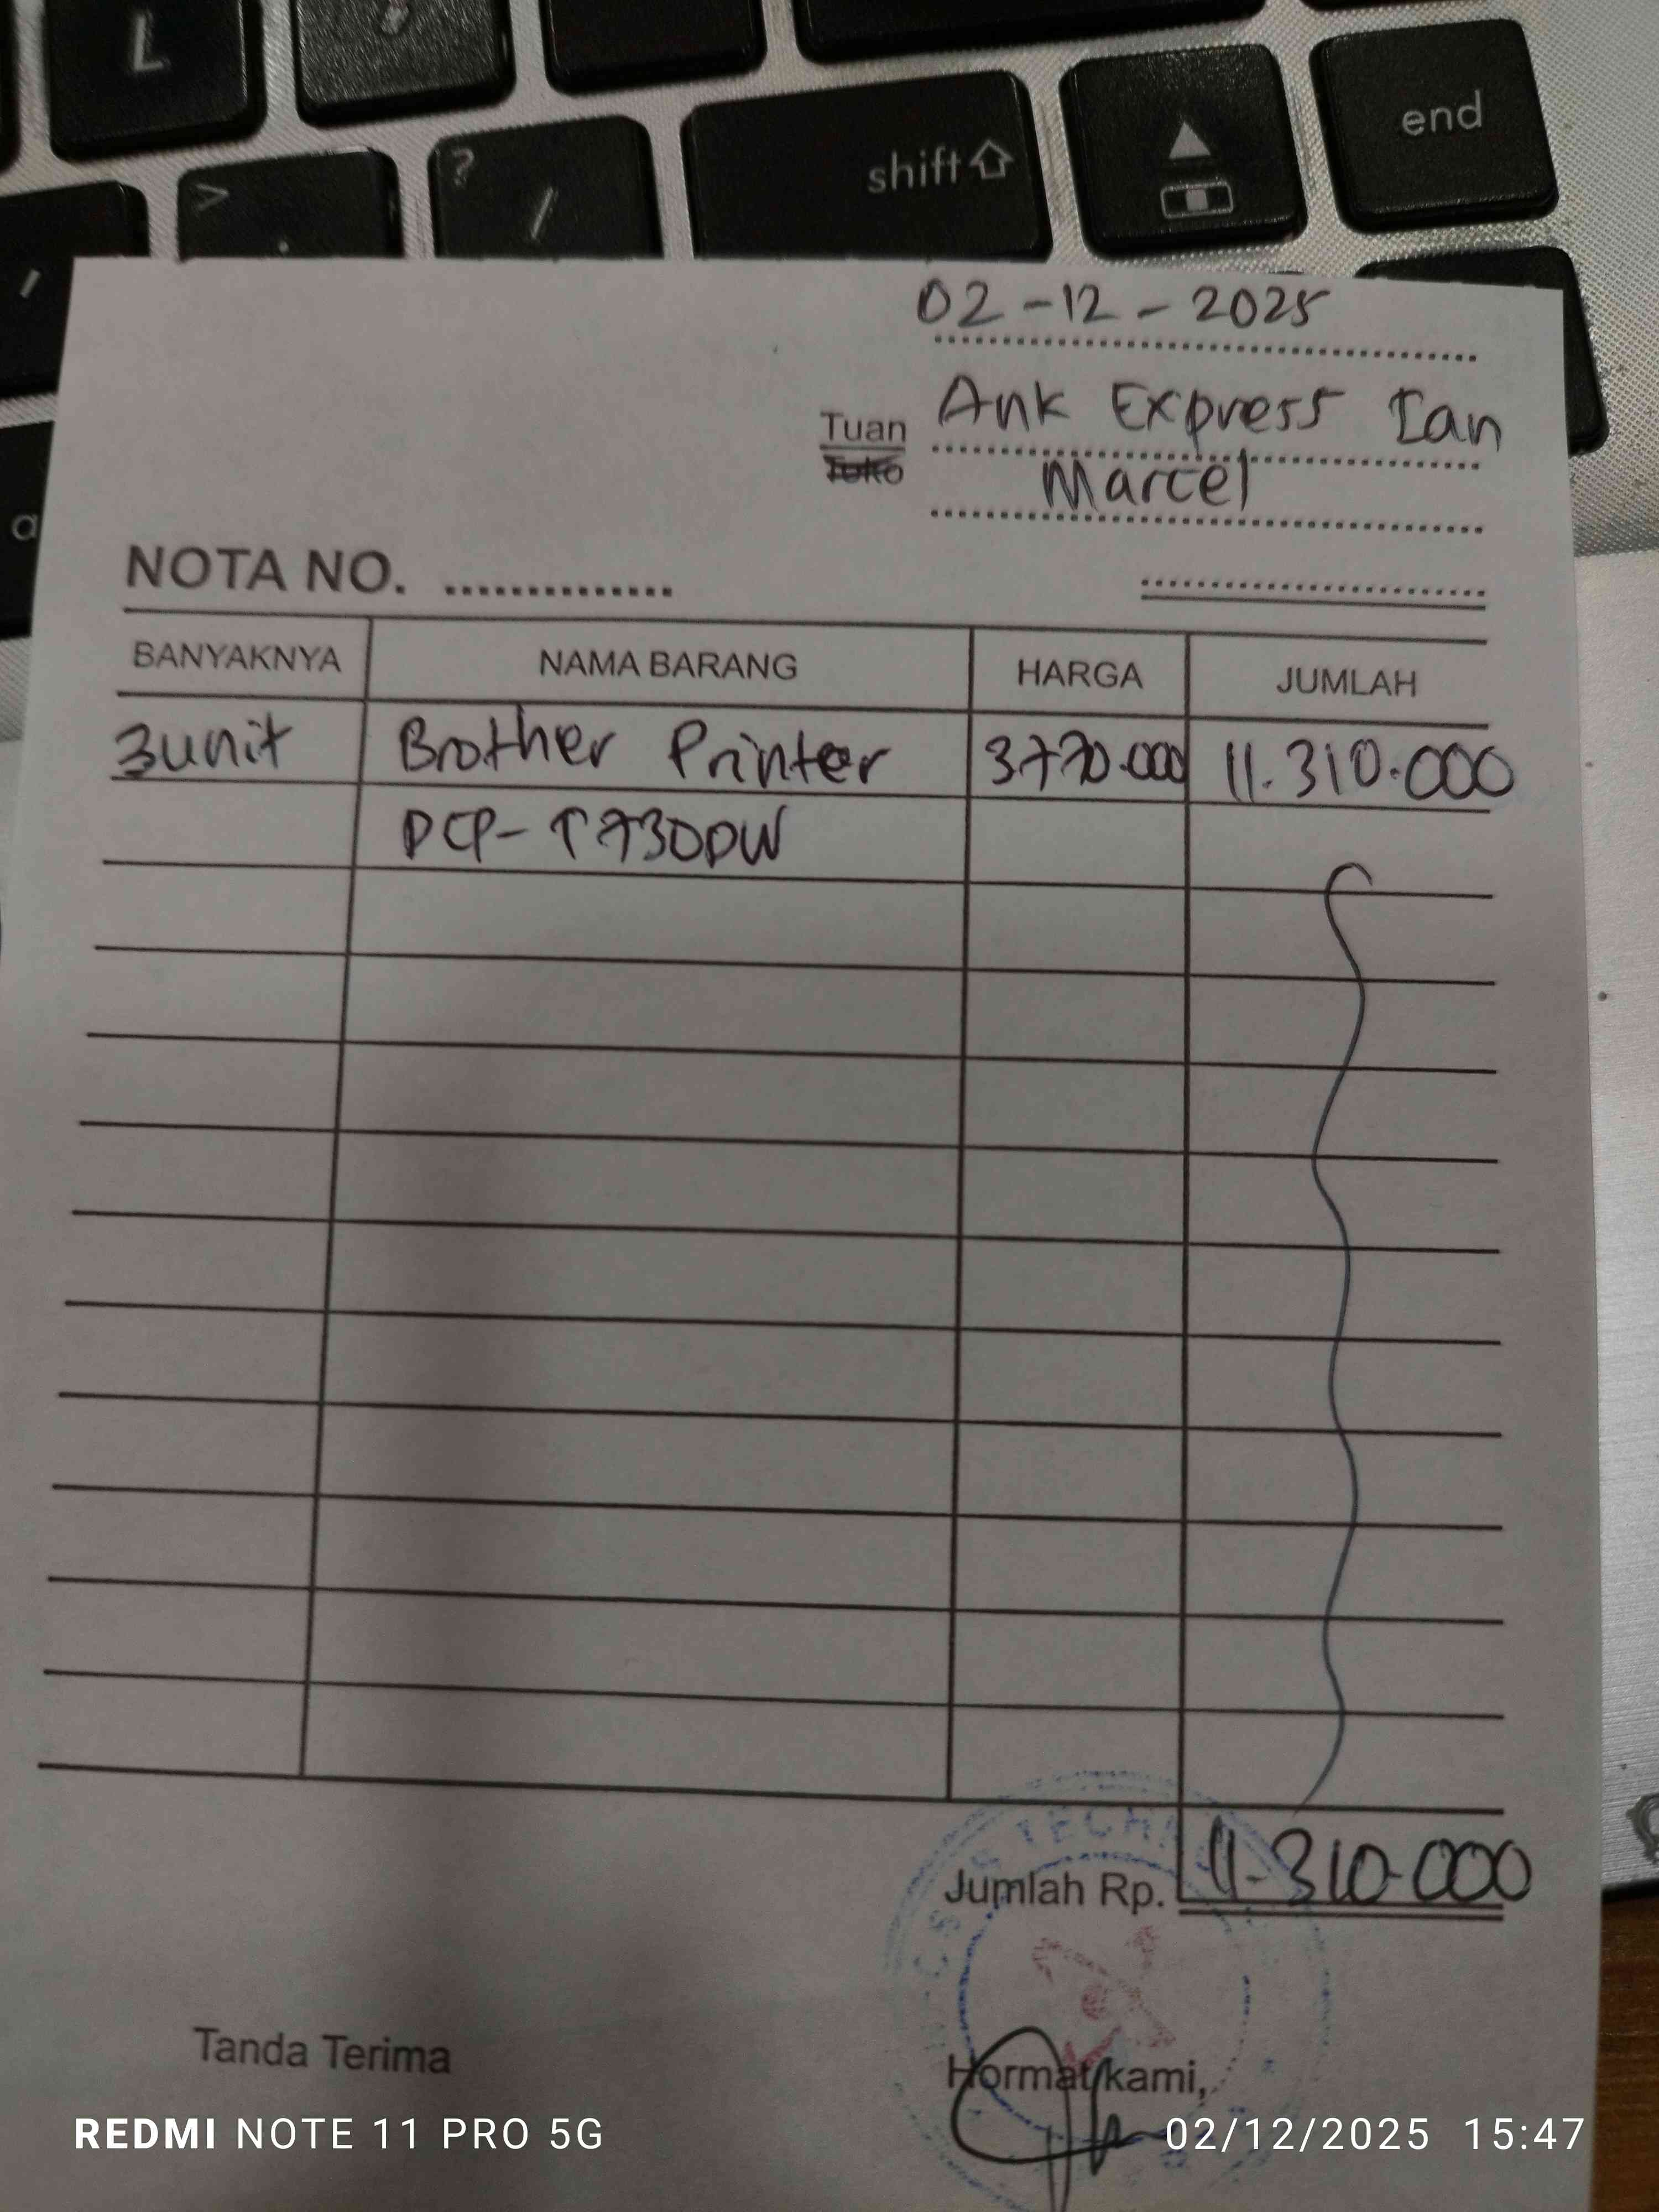 L
>
.
?
/
shift
end
02-12-2025
Tuan
Toko
Ank Express Ian
Marcel
NOTA NO. ..............
BANYAKNYA NAMA BARANG HARGA JUMLAH
3unit Brother Printer 3.770.000 11.310.000
DCP-T730DW
TECH
Jumlah Rp. 11.310.000
Tanda Terima
Hormat kami,
REDMI NOTE 11 PRO 5G
02/12/2025 15:47